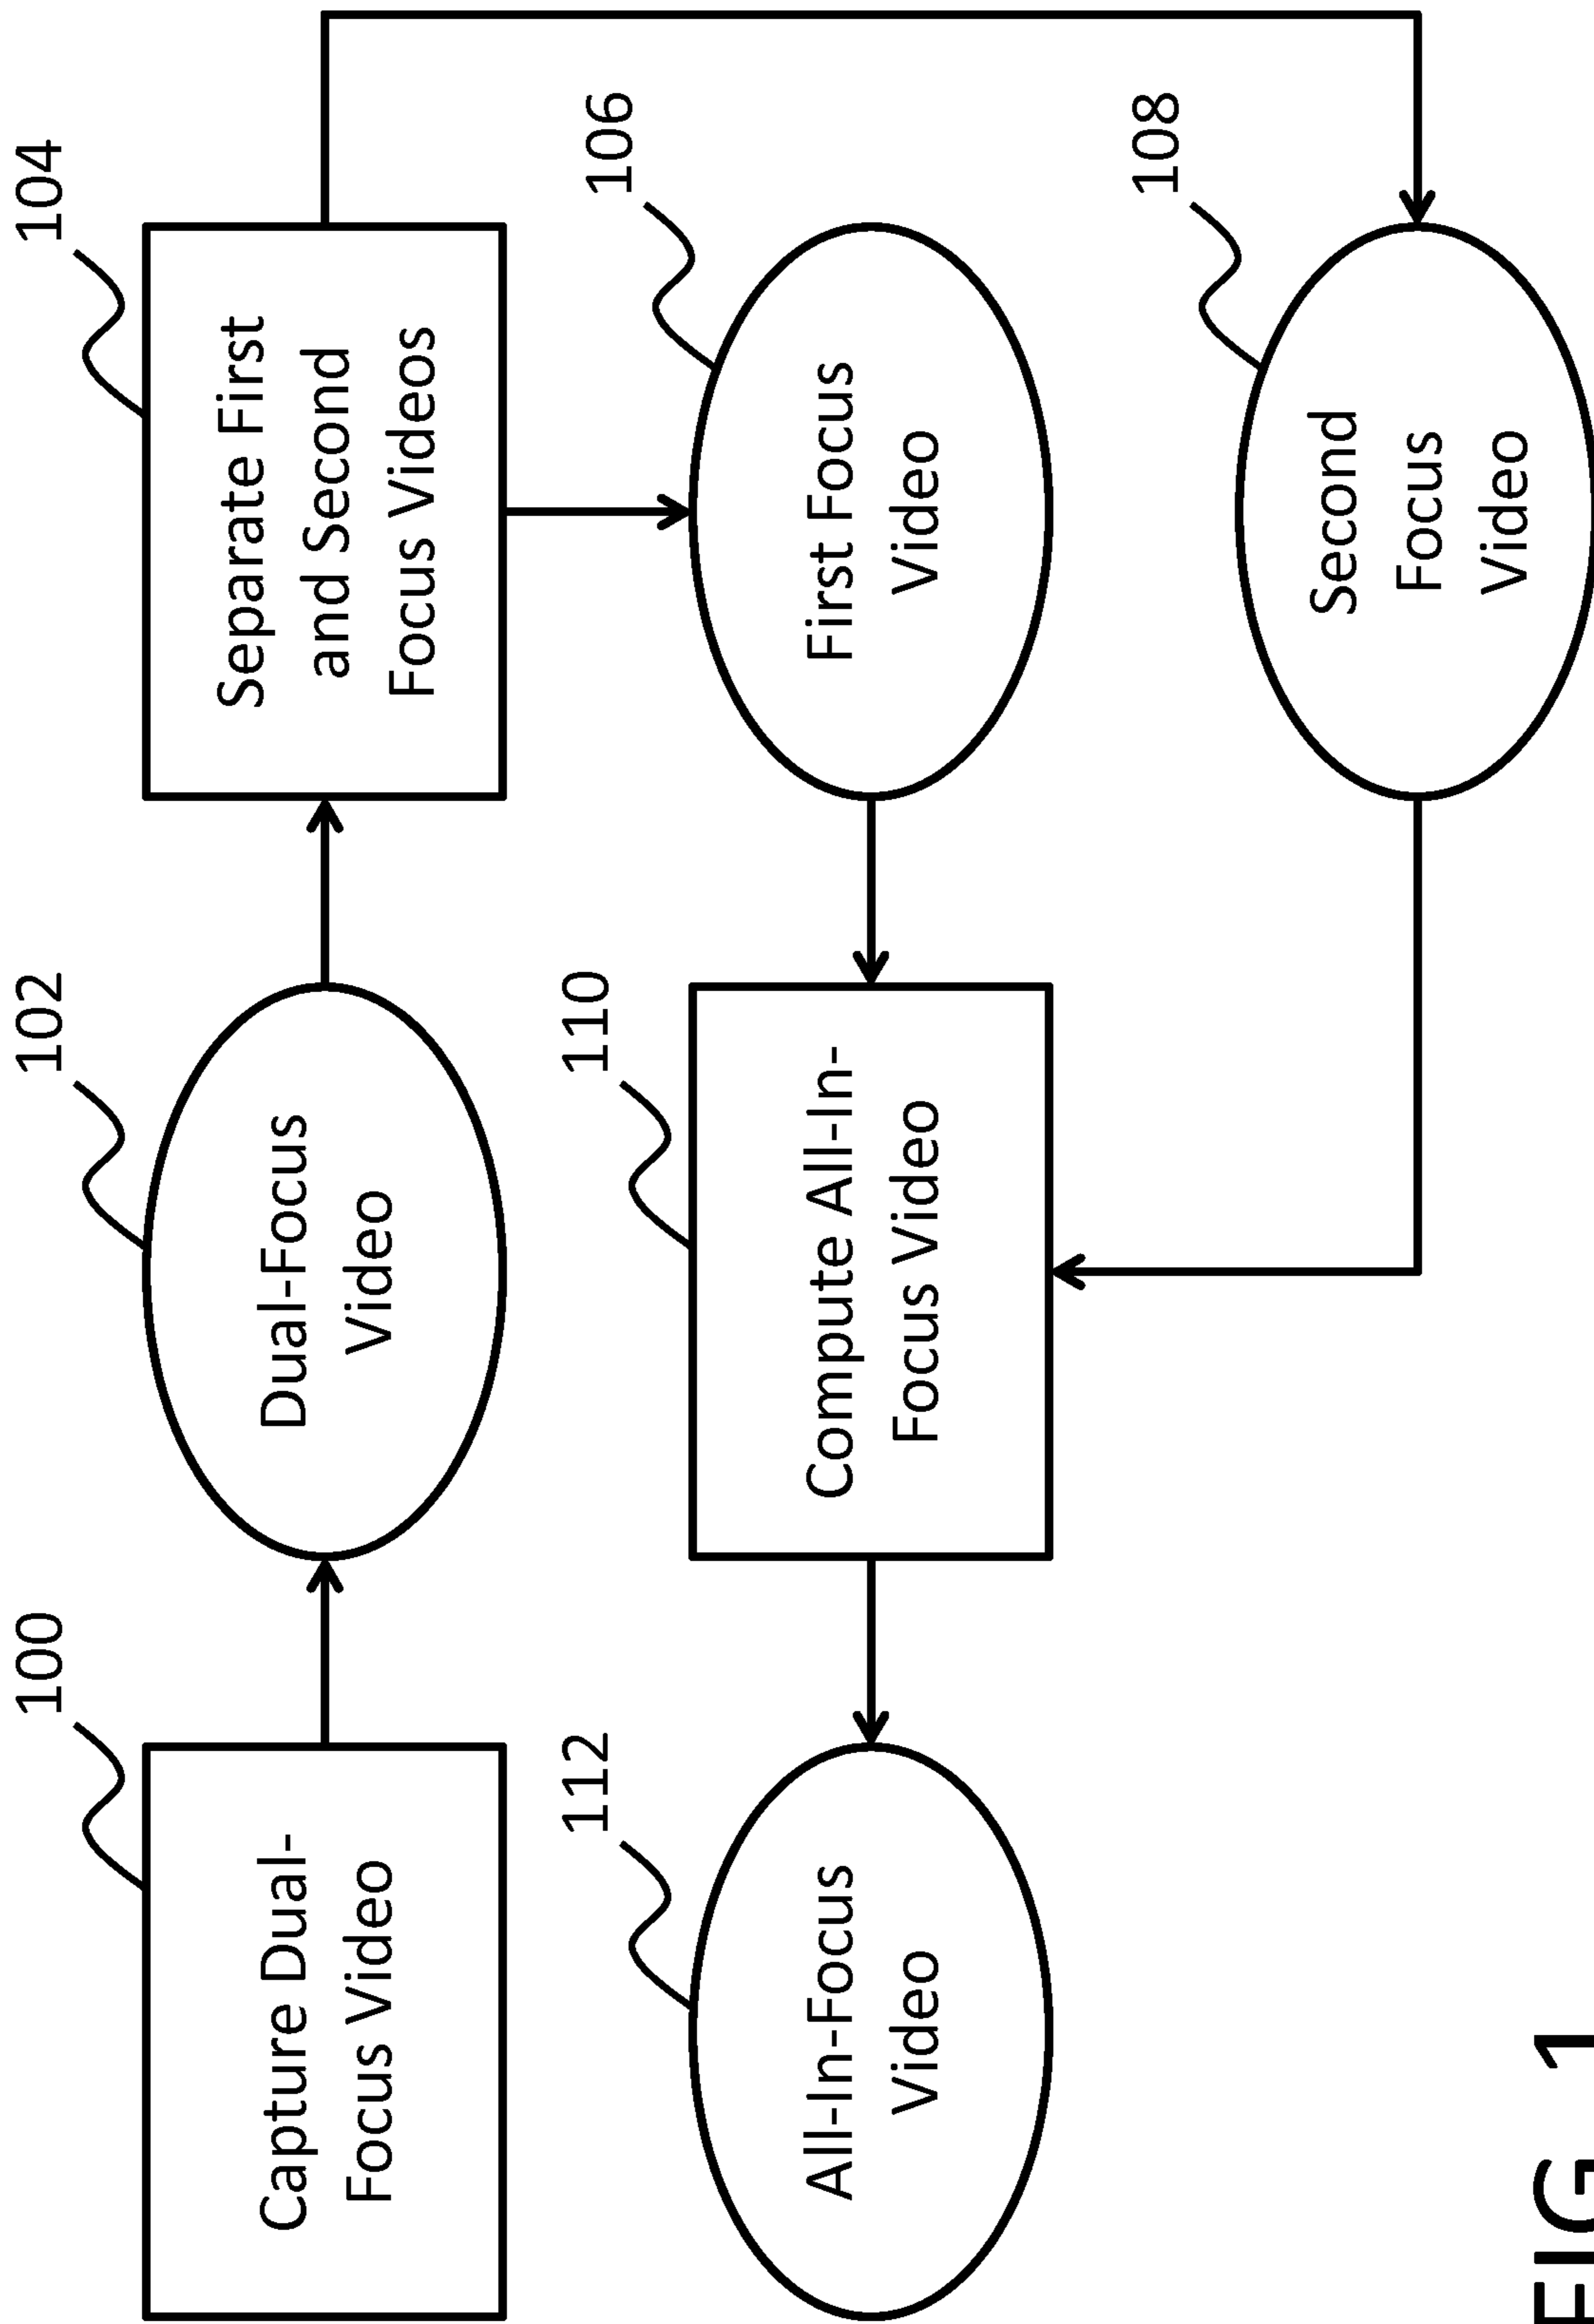 100
Capture Dual-
Focus Video
102
Dual-Focus
Video
104
Separate First
and Second
Focus Videos
112
All-In-Focus
Video
110
Compute All-In-
Focus Video
106
First Focus
Video
108
Second
Focus
Video
FIG. 1